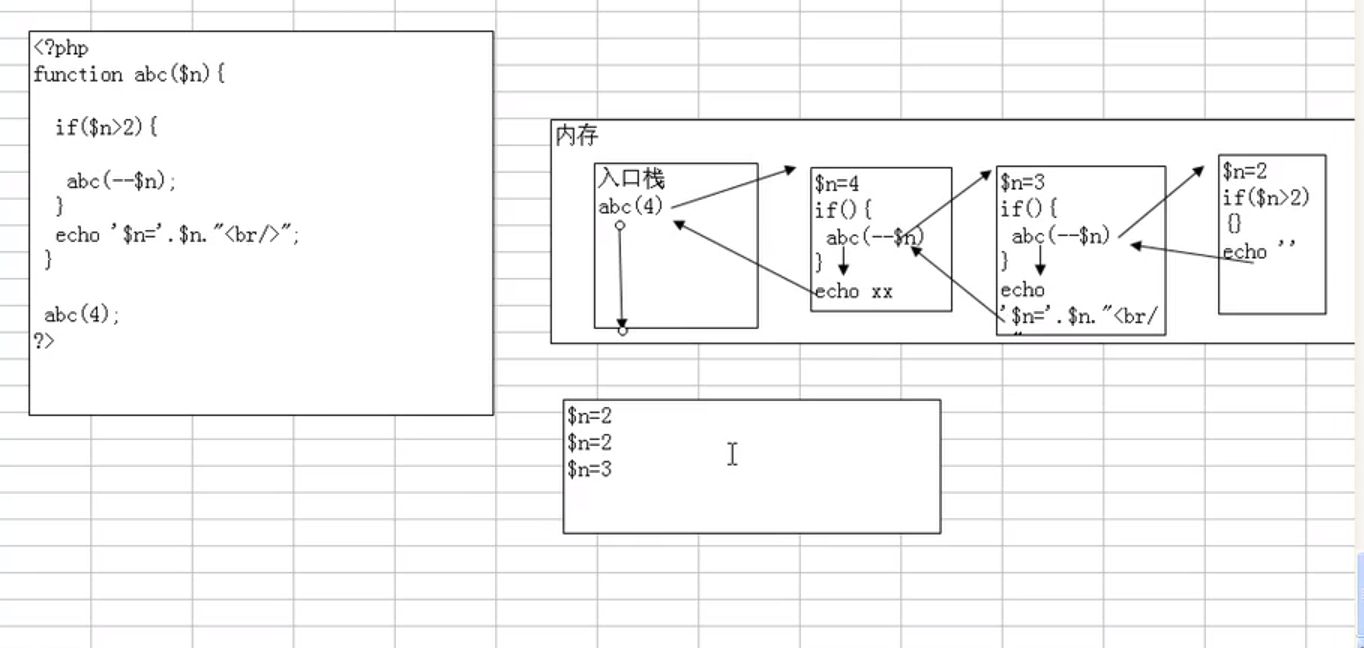 <?php
function abc($n){
if($n>2){
abc(--$n);
}
echo '$n='.$n."<br/>";
}
abc(4);
?>
内存
入口栈
abc(4)
$n=4
if(){
abc(--$n)
}
echo xx
$n=3
if(){
abc(--$n)
}
echo
'$n='.$n."<br/
$n=2
if($n>2)
{}
echo ''
$n=2
$n=2
$n=3